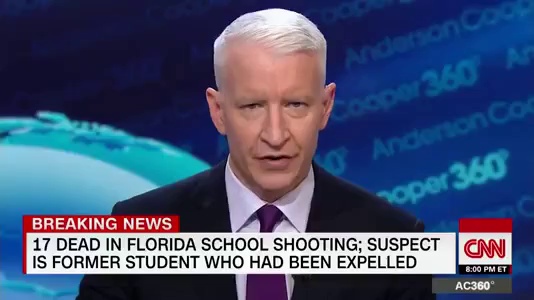 Anderson Cooper
Cooper 360°
Anderson Coo
Cooper 360°
BREAKING NEWS
17 DEAD IN FLORIDA SCHOOL SHOOTING; SUSPECT
IS FORMER STUDENT WHO HAD BEEN EXPELLED
CNN
8:00 PM ET
AC360°